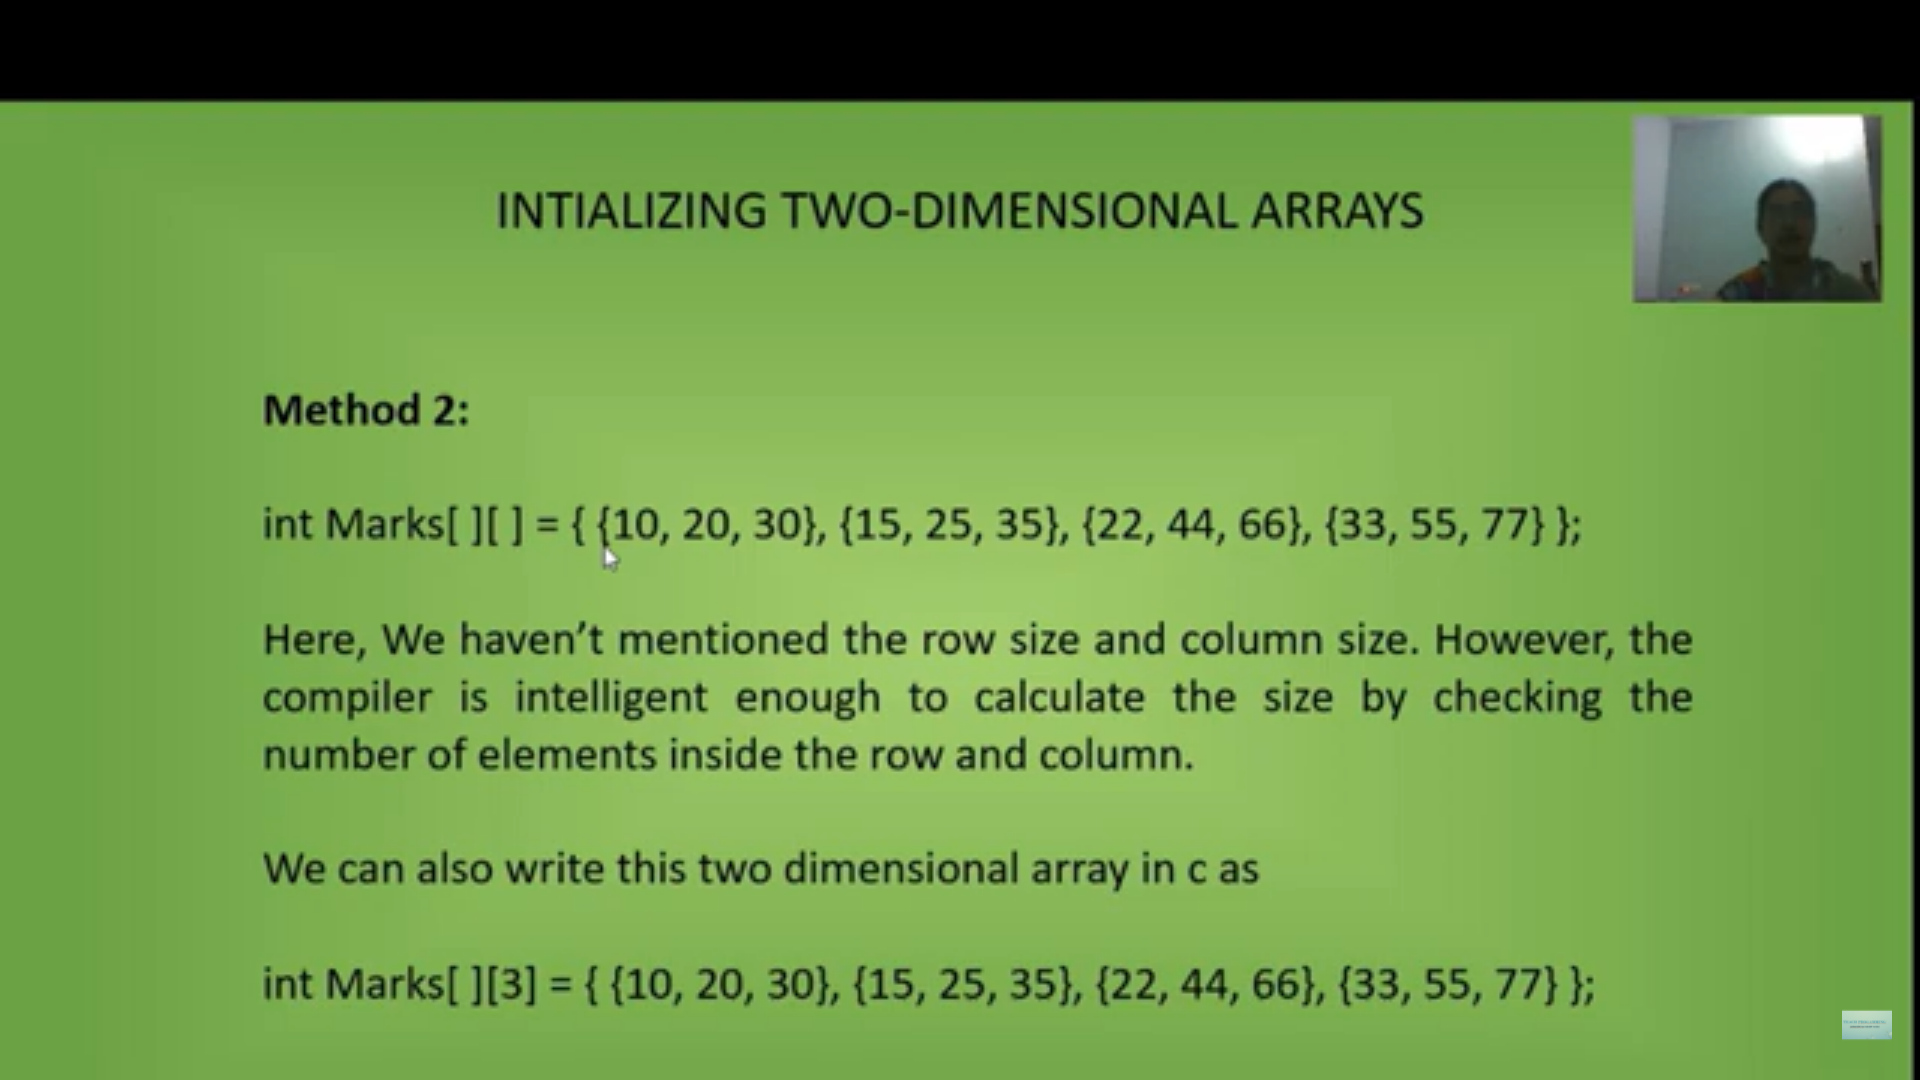 INTIALIZING TWO-DIMENSIONAL ARRAYS
Method 2:
int Marks[ ][ ] = { {10, 20, 30}, {15, 25, 35}, {22, 44, 66}, {33, 55, 77} };
Here, We haven’t mentioned the row size and column size. However, the
compiler is intelligent enough to calculate the size by checking the
number of elements inside the row and column.
We can also write this two dimensional array in c as
int Marks[ ][3] = { {10, 20, 30}, {15, 25, 35}, {22, 44, 66}, {33, 55, 77} };